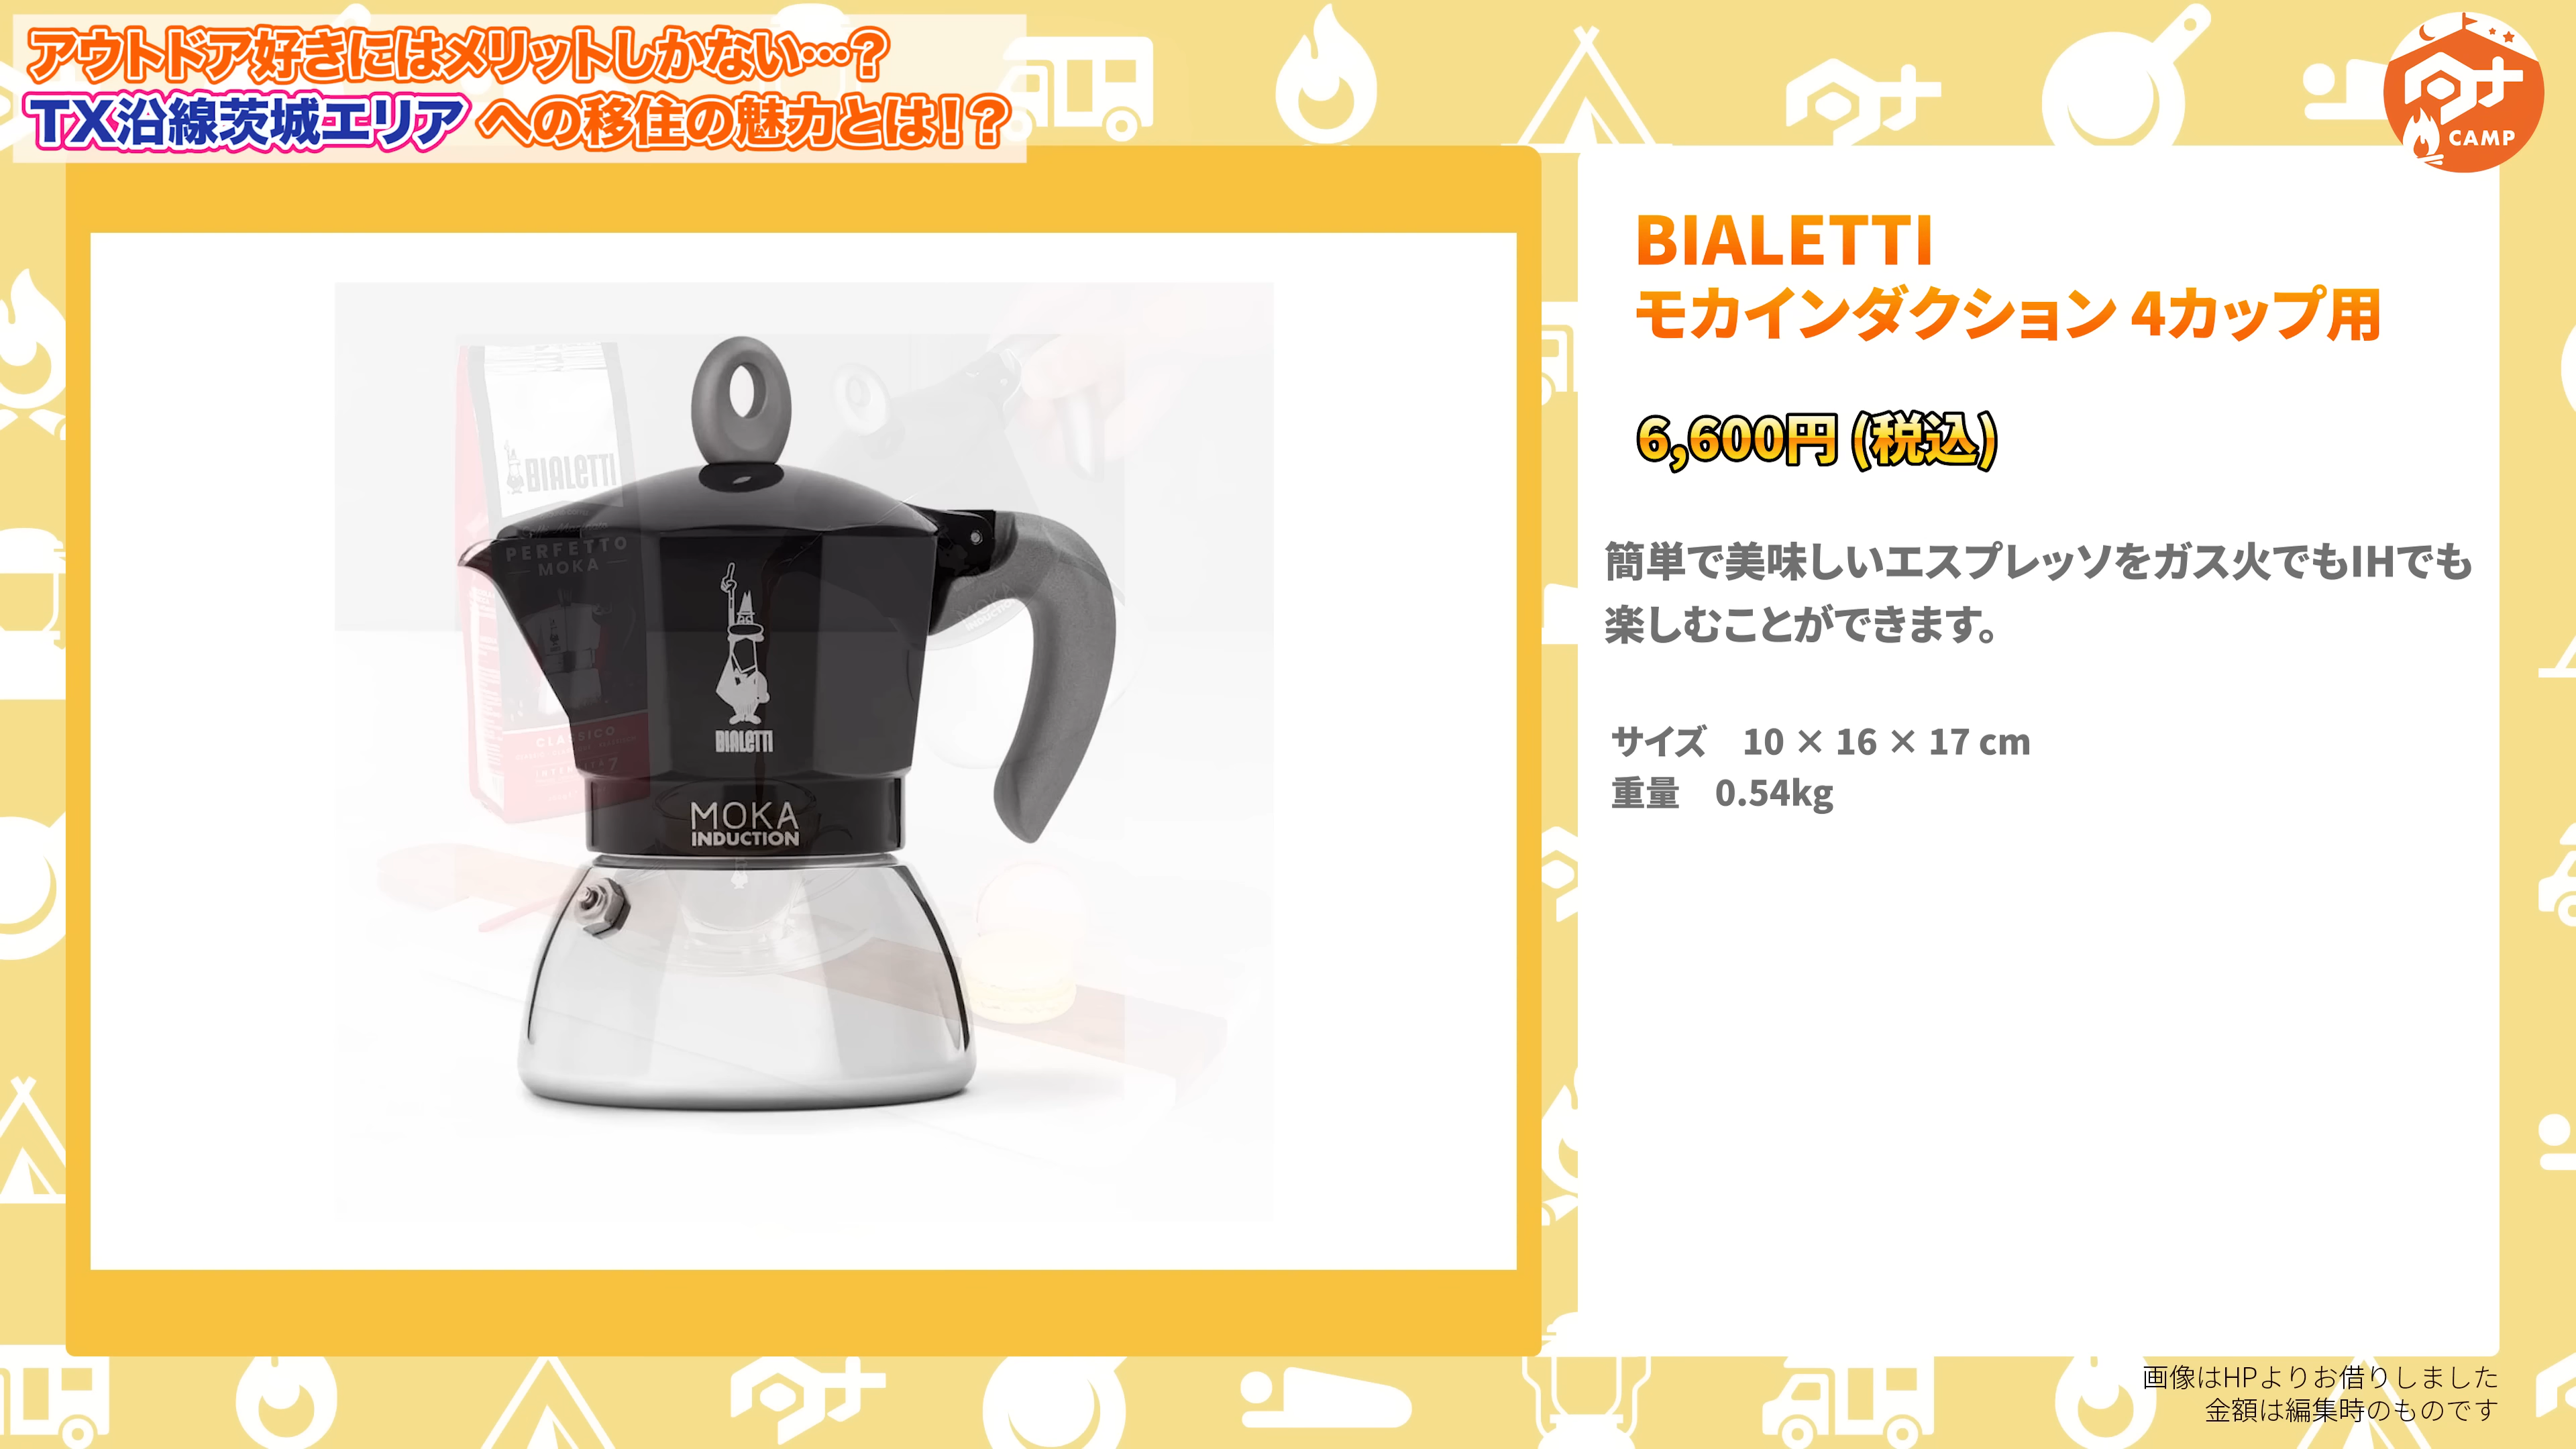 アウトドア好きにはメリットしかない…?
TX沿線茨城エリアへの移住の魅力とは!?
CAMP
BIALETTI
モカインダクション 4カップ用
6,600円 (税込)
簡単で美味しいエスプレッソをガス火でもIHでも
楽しむことができます。
サイズ 10 × 16 × 17 cm
重量 0.54kg
BIALETTI
PERFETTO
MOKA
CLASSICO
BIALETTI
MOKA
INDUCTION
画像はHPよりお借りしました
金額は編集時のものです